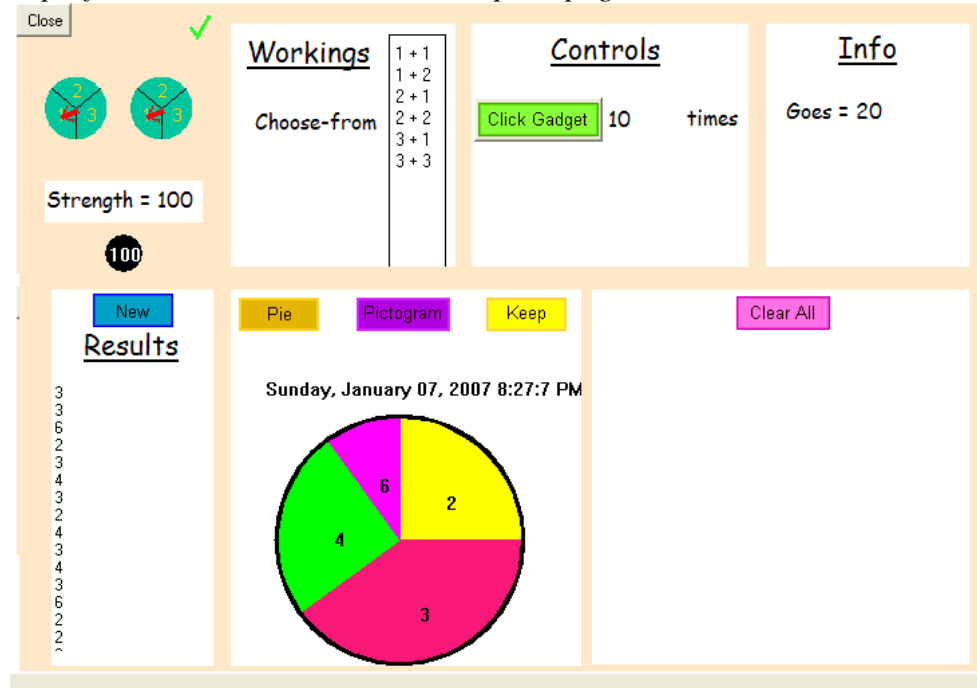 Close
2
1 3
2
1 3
Strength = 100
100
Workings
Choose-from
1 + 1
1 + 2
2 + 1
2 + 2
3 + 1
3 + 3
Controls
Click Gadget 10 times
Info
Goes = 20
New
Results
3
3
6
2
3
4
3
2
4
3
4
3
6
2
2
Pie Pictogram Keep
Sunday, January 07, 2007 8:27:7 PM
6
2
4
3
Clear All